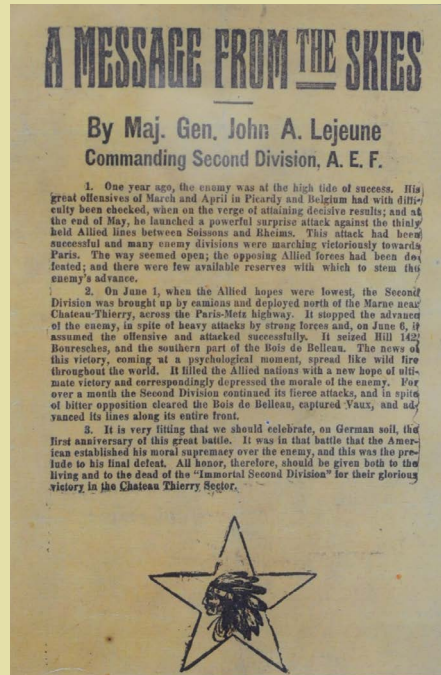 A MESSAGE FROM THE SKIES
By Maj. Gen. John A. Lejeune
Commanding Second Division, A. E. F.
1. One year ago, the enemy was at the high tide of success. His
great offensives of March and April in Picardy and Belgium had with diffi-
culty been checked, when on the verge of attaining decisive results; and at
the end of May, he launched a powerful surprise attack against the thinly
held Allied lines between Soissons and Rheims. This attack had been
successful and many enemy divisions were marching victoriously towards
Paris. The way seemed open; the opposing Allied forces had been de-
feated; and there were few available reserves with which to stem the
enemy's advance.
2. On June 1, when the Allied hopes were lowest, the Second
Division was brought up by camions and deployed north of the Marne near
Chateau-Thierry, across the Paris-Metz highway. It stopped the advance
of the enemy, in spite of heavy attacks by strong forces and, on June 6, it
assumed the offensive and attacked successfully. It seized Hill 142,
Bouresches, and the southern part of the Bois de Belleau. The news of
this victory, coming at a psychological moment, spread like wild fire
throughout the world. It filled the Allied nations with a new hope of ulti-
mate victory and correspondingly depressed the morale of the enemy. For
over a month the Second Division continued its fierce attacks, and in spite
of bitter opposition cleared the Bois de Belleau, captured Vaux, and ad-
vanced its lines along its entire front.
3. It is very fitting that we should celebrate, on German soil, the
first anniversary of this great battle. It was in that battle that the Amer-
ican established his moral supremacy over the enemy, and this was the pre-
lude to his final defeat. All honor, therefore, should be given both to the
living and to the dead of the "Immortal Second Division" for their glorious
victory in the Chateau Thierry Sector.